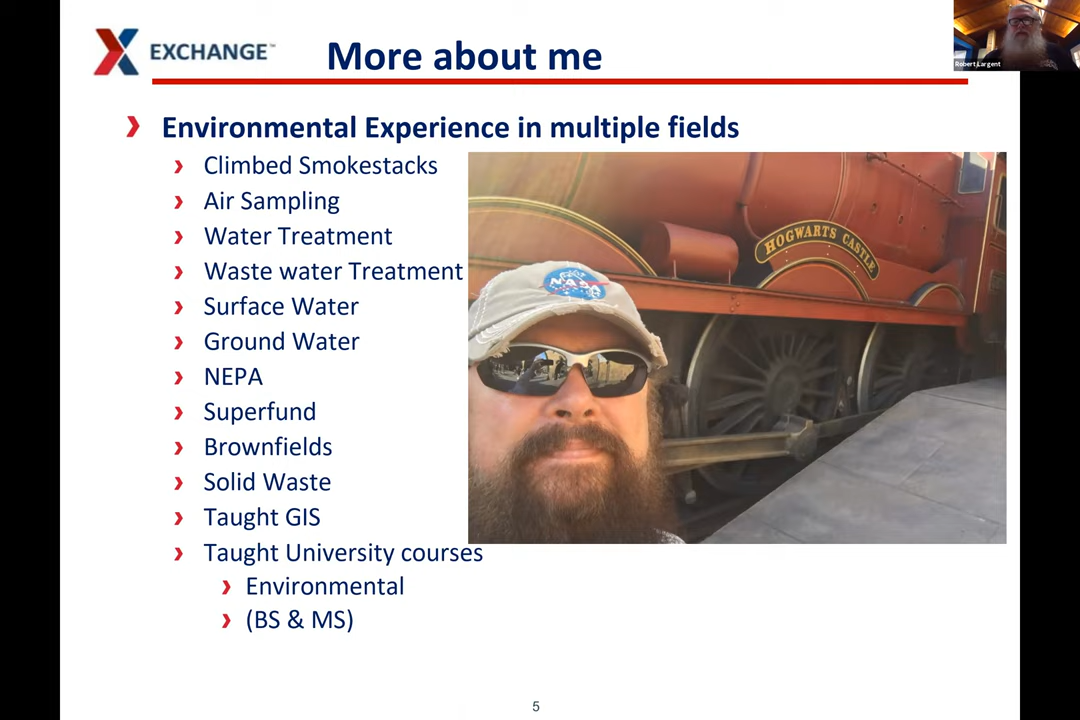 EXCHANGE™
More about me
Robert Largent
Environmental Experience in multiple fields
Climbed Smokestacks
Air Sampling
Water Treatment
Waste water Treatment
Surface Water
Ground Water
NEPA
Superfund
Brownfields
Solid Waste
Taught GIS
Taught University courses
Environmental
(BS & MS)
HOGWARTS CASTLE
NASA
5